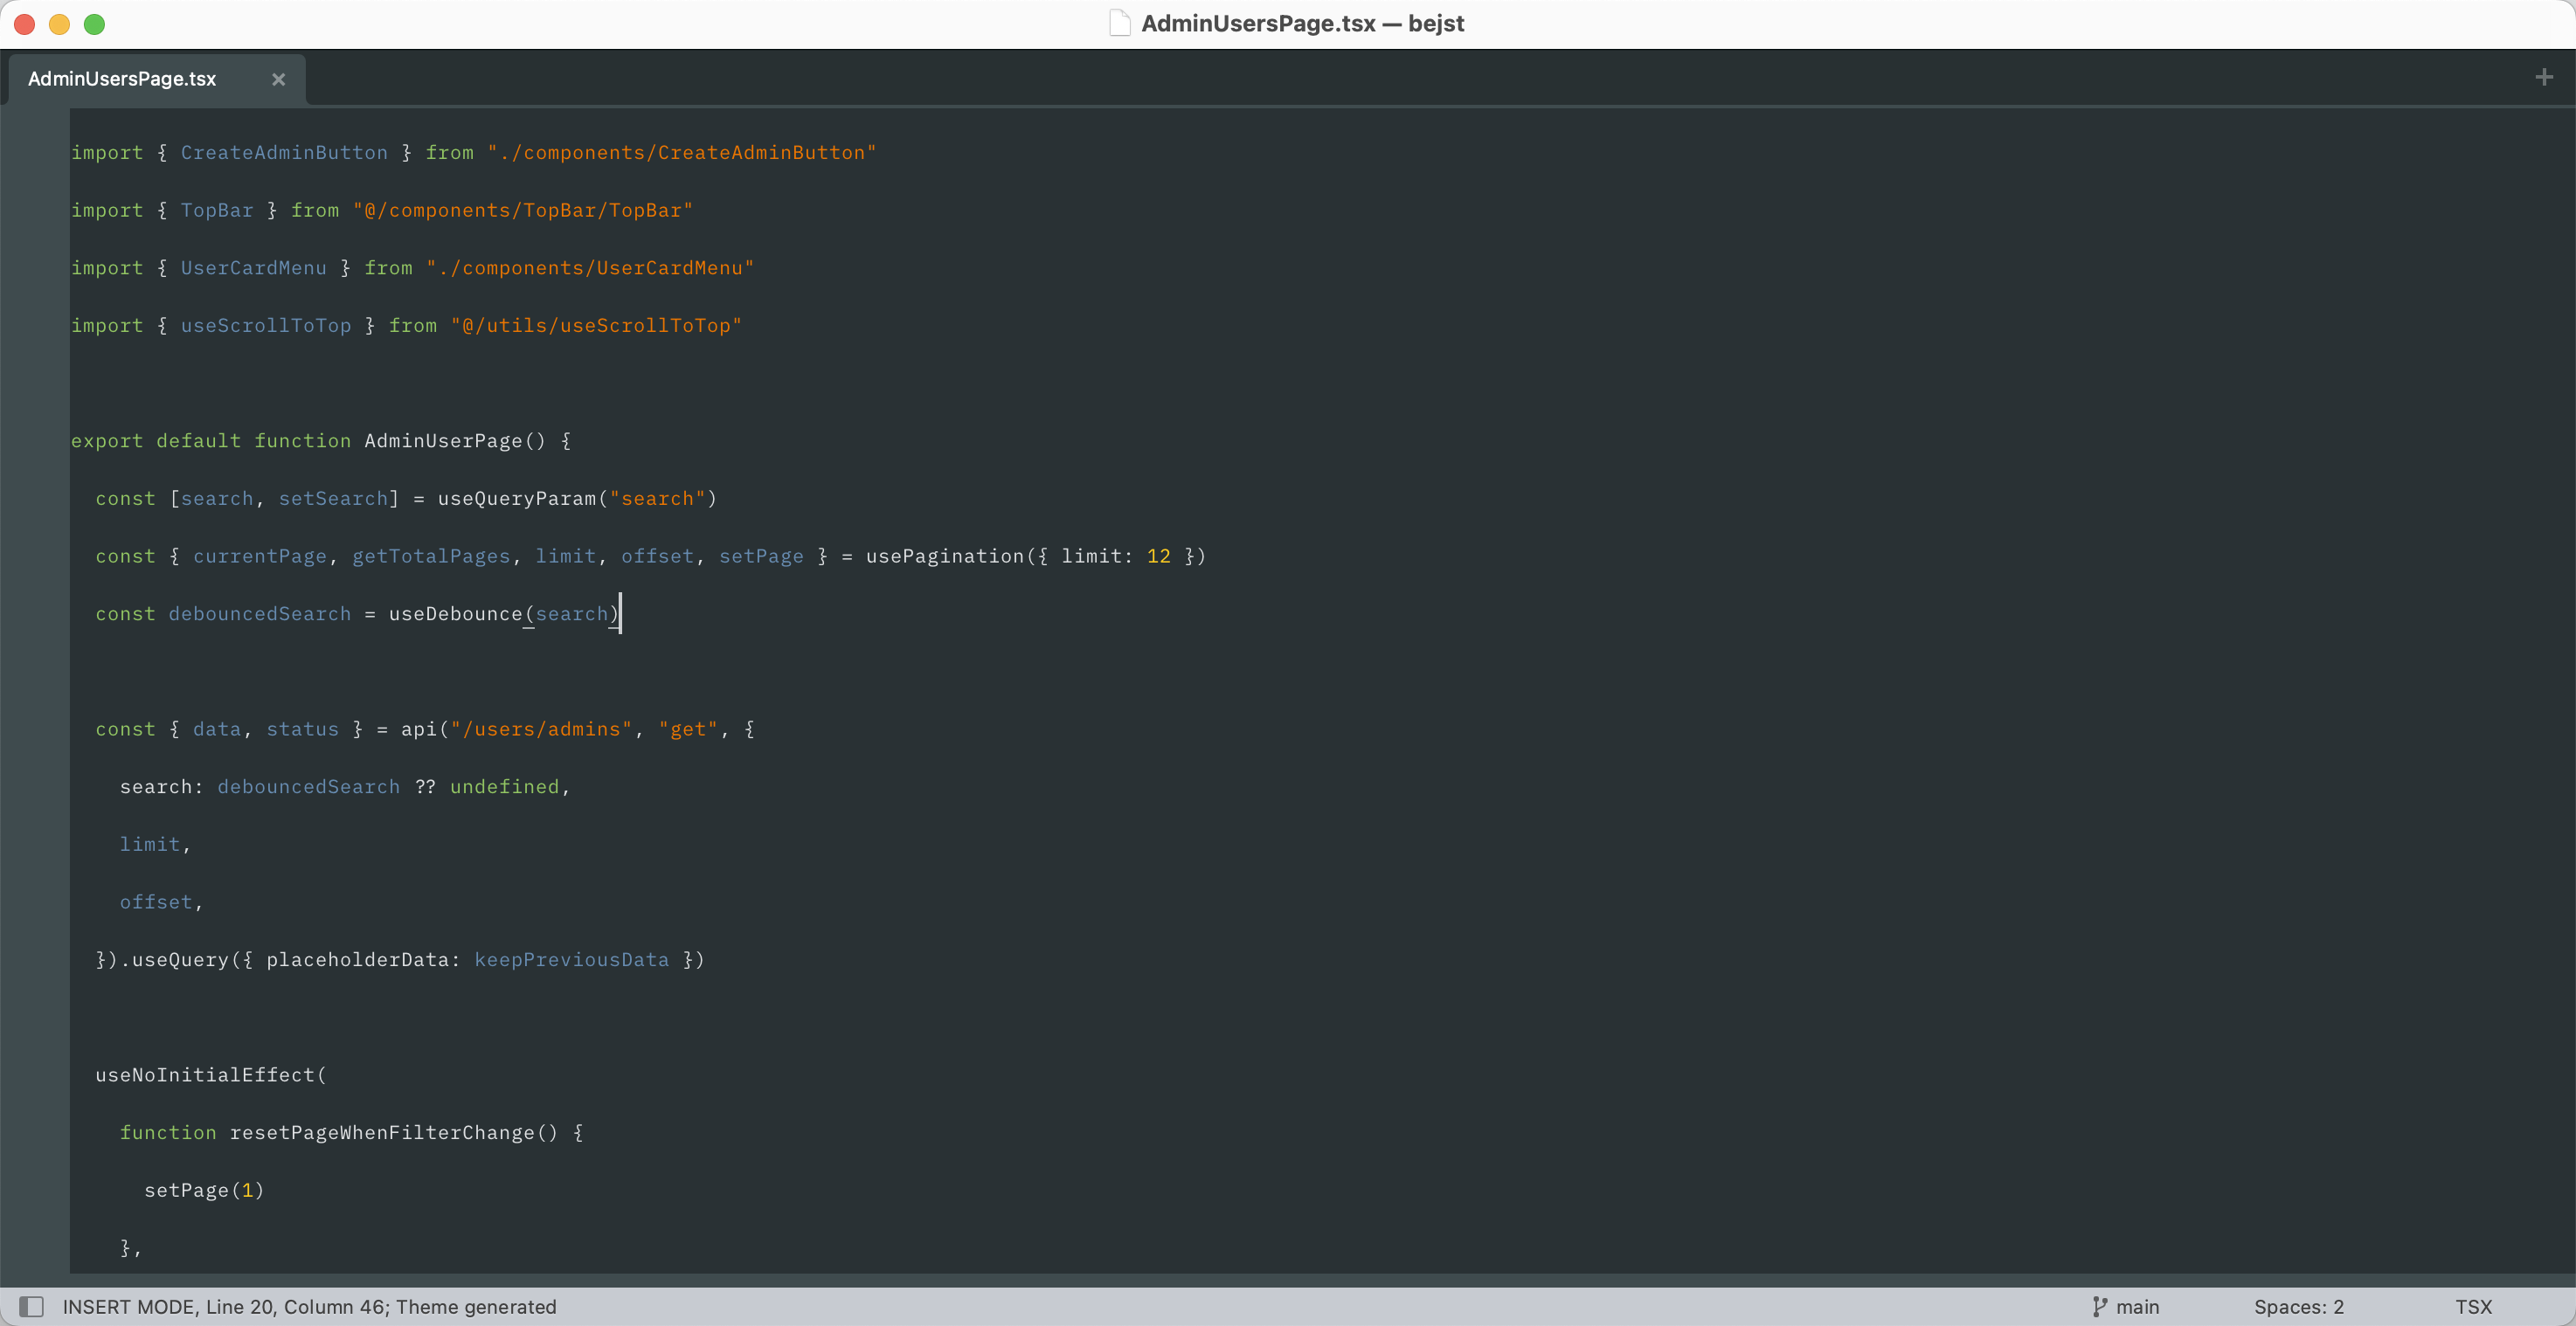 AdminUsersPage.tsx — bejst
AdminUsersPage.tsx
import { CreateAdminButton } from "./components/CreateAdminButton"
import { TopBar } from "@/components/TopBar/TopBar"
import { UserCardMenu } from "./components/UserCardMenu"
import { useScrollToTop } from "@/utils/useScrollToTop"
export default function AdminUserPage() {
  const [search, setSearch] = useQueryParam("search")
  const { currentPage, getTotalPages, limit, offset, setPage } = usePagination({ limit: 12 })
  const debouncedSearch = useDebounce(search)
  const { data, status } = api("/users/admins", "get", {
    search: debouncedSearch ?? undefined,
    limit,
    offset,
  }).useQuery({ placeholderData: keepPreviousData })
  useNoInitialEffect(
    function resetPageWhenFilterChange() {
      setPage(1)
    },
INSERT MODE, Line 20, Column 46; Theme generated main Spaces: 2 TSX